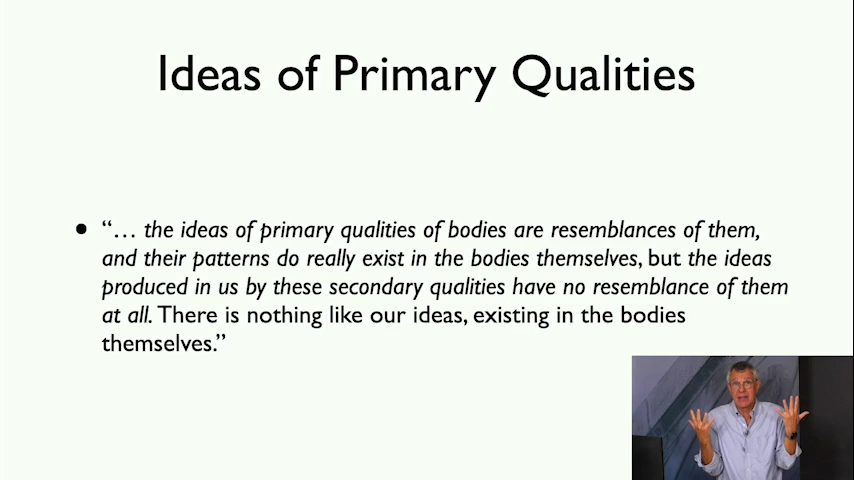 Ideas of Primary Qualities
• “… the ideas of primary qualities of bodies are resemblances of them,
and their patterns do really exist in the bodies themselves, but the ideas
produced in us by these secondary qualities have no resemblance of them
at all. There is nothing like our ideas, existing in the bodies
themselves.”